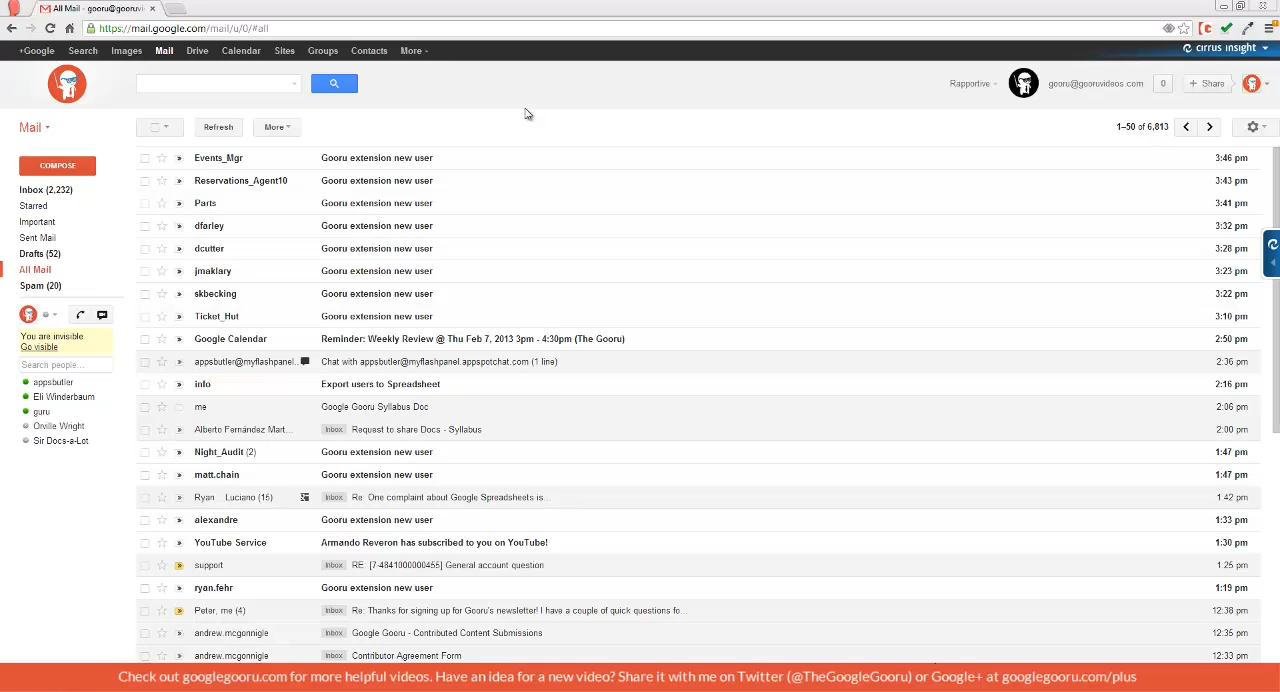 All Mail - gooru@gooruvi
https://mail.google.com/mail/u/0/#all
+Google Search Images Mail Drive Calendar Sites Groups Contacts More
cirrus insight
Rapportive gooru@gooruvideos.com 0 + Share
Mail
Refresh More
1–50 of 6,813
COMPOSE
Inbox (2,232)
Starred
Important
Sent Mail
Drafts (52)
All Mail
Spam (20)
You are invisible
Go visible
Search people...
appsbutler
Eli Winderbaum
guru
Orville Wright
Sir Docs-a-Lot
Events_Mgr Gooru extension new user 3:46 pm
Reservations_Agent10 Gooru extension new user 3:43 pm
Parts Gooru extension new user 3:41 pm
dfarley Gooru extension new user 3:32 pm
dcutter Gooru extension new user 3:28 pm
jmaklary Gooru extension new user 3:23 pm
skbecking Gooru extension new user 3:22 pm
Ticket_Hut Gooru extension new user 3:10 pm
Google Calendar Reminder: Weekly Review @ Thu Feb 7, 2013 3pm - 4:30pm (The Gooru) 2:50 pm
appsbutler@myflashpanel. Chat with appsbutler@myflashpanel.appspotchat.com (1 line) 2:36 pm
info Export users to Spreadsheet 2:16 pm
me Google Gooru Syllabus Doc 2:06 pm
Alberto Fernández Mart... Inbox Request to share Docs - Syllabus 2:00 pm
Night_Audit (2) Gooru extension new user 1:47 pm
matt.chain Gooru extension new user 1:47 pm
Ryan .. Luciano (15) Inbox Re: One complaint about Google Spreadsheets is... 1:42 pm
alexandre Gooru extension new user 1:33 pm
YouTube Service Armando Reveron has subscribed to you on YouTube! 1:30 pm
support Inbox RE: [7-4841000000455] General account question 1:25 pm
ryan.fehr Gooru extension new user 1:19 pm
Peter, me (4) Inbox Re: Thanks for signing up for Gooru's newsletter! I have a couple of quick questions fo... 12:38 pm
andrew.mcgonnigle Inbox Google Gooru - Contributed Content Submissions 12:35 pm
andrew.mcgonnigle Inbox Contributor Agreement Form 12:33 pm
Check out googlegooru.com for more helpful videos. Have an idea for a new video? Share it with me on Twitter (@TheGoogleGooru) or Google+ at googlegooru.com/plus